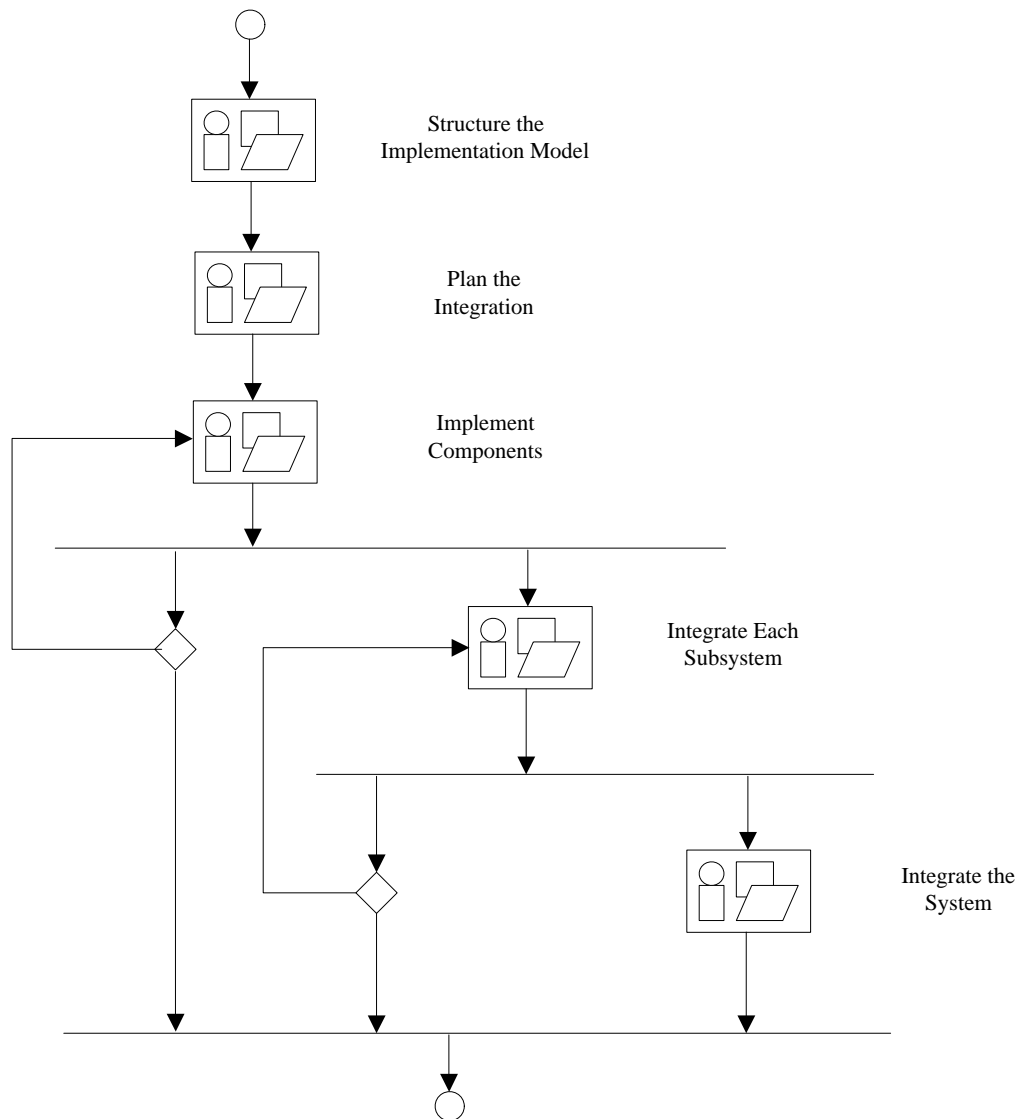 Structure the
Implementation Model
Plan the
Integration
Implement
Components
Integrate Each
Subsystem
Integrate the
System